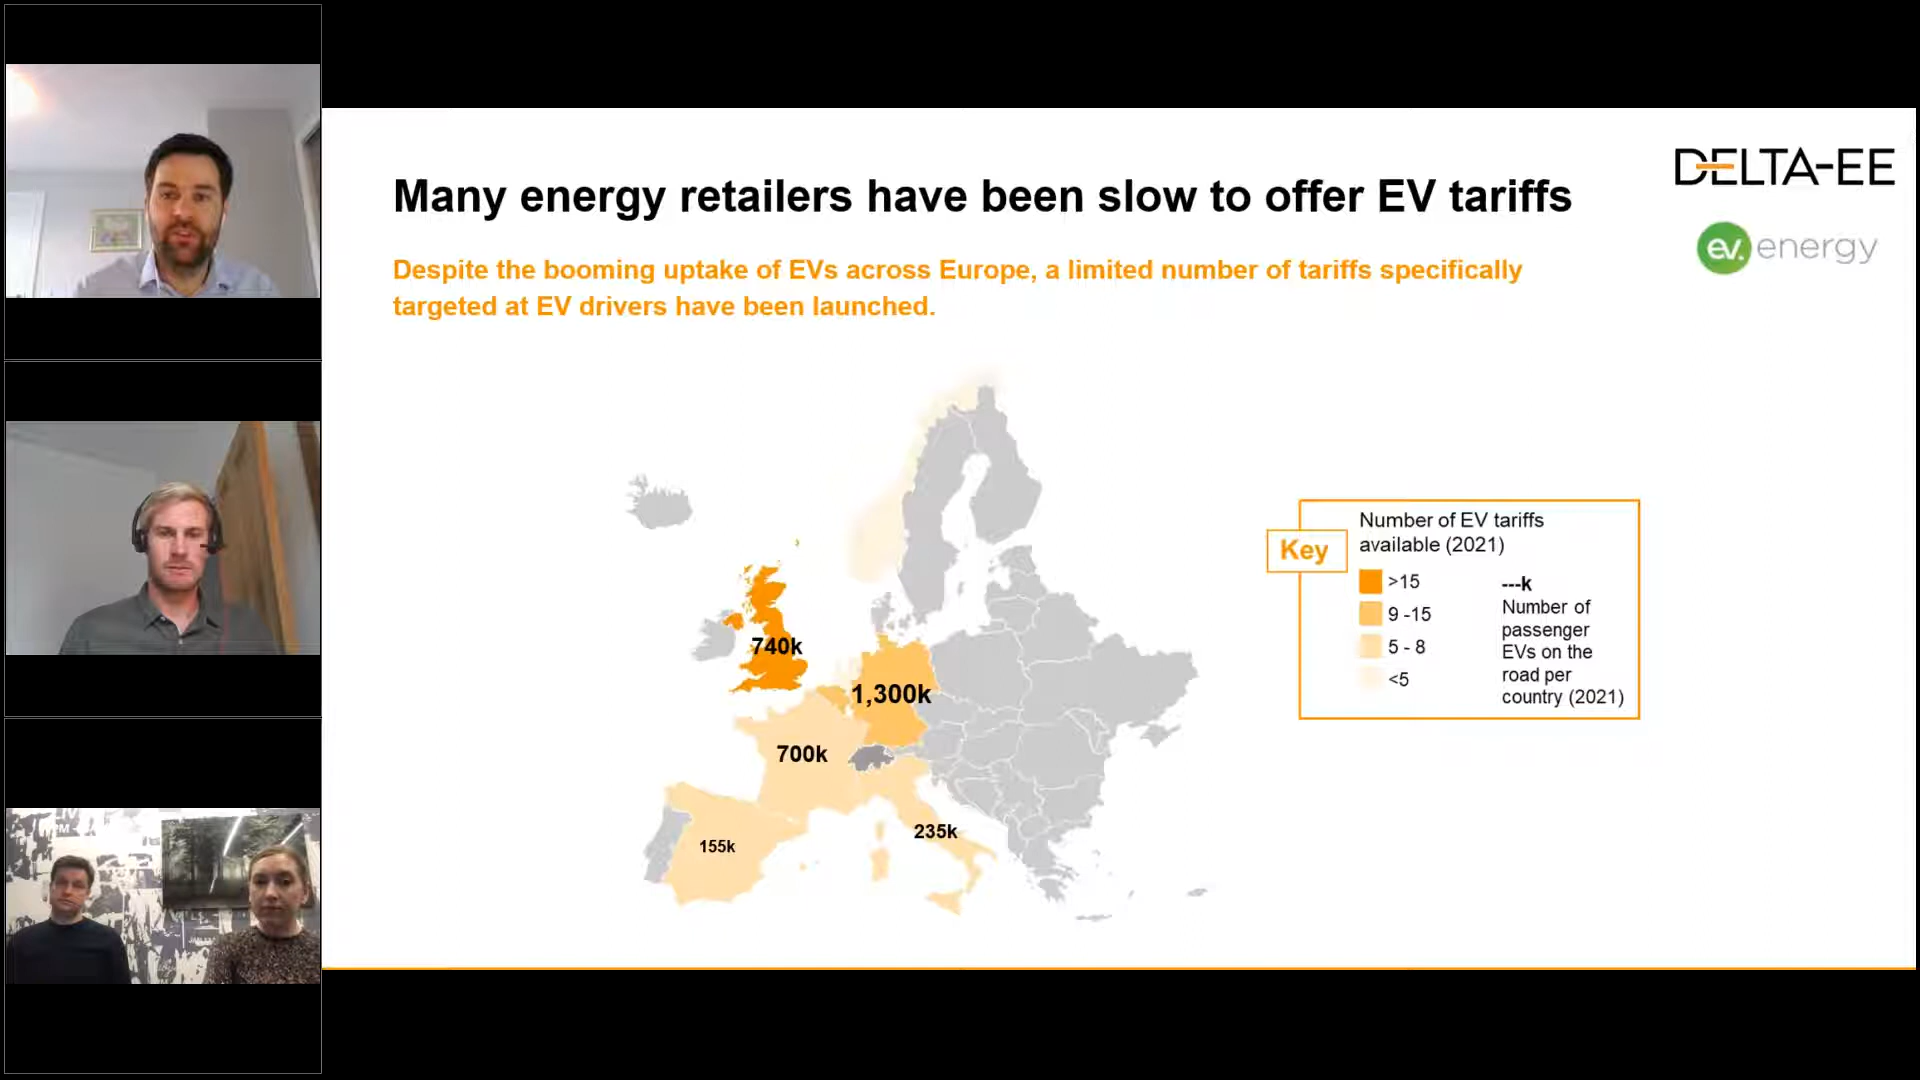 DELTA-EE
Many energy retailers have been slow to offer EV tariffs
ev.energy
Despite the booming uptake of EVs across Europe, a limited number of tariffs specifically
targeted at EV drivers have been launched.
Key
Number of EV tariffs
available (2021)
>15
9 -15
5 - 8
<5
---k
Number of
passenger
EVs on the
road per
country (2021)
740k
1,300k
700k
235k
155k